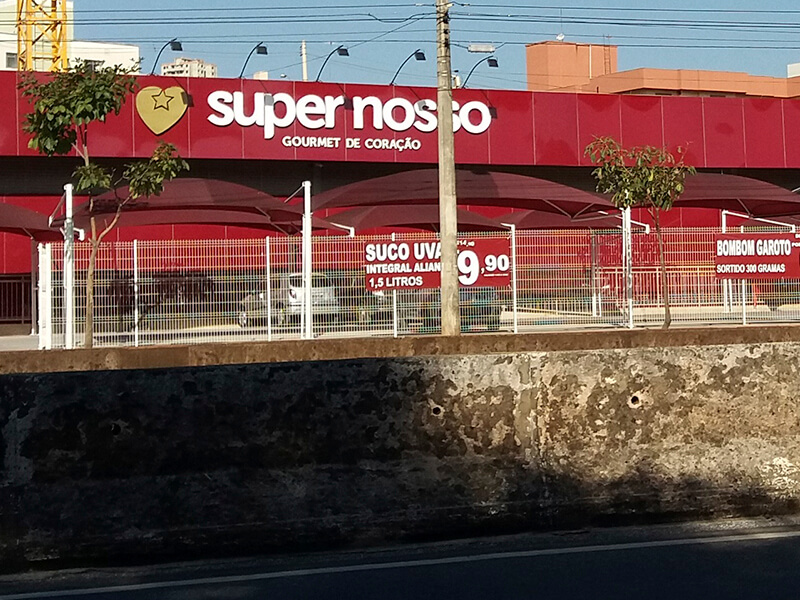 super nosso
GOURMET DE CORAÇÃO
SUCO UVA
INTEGRAL ALIAN
1,5 LITROS
9,90
BOMBOM GAROTO
SORTIDO 300 GRAMAS